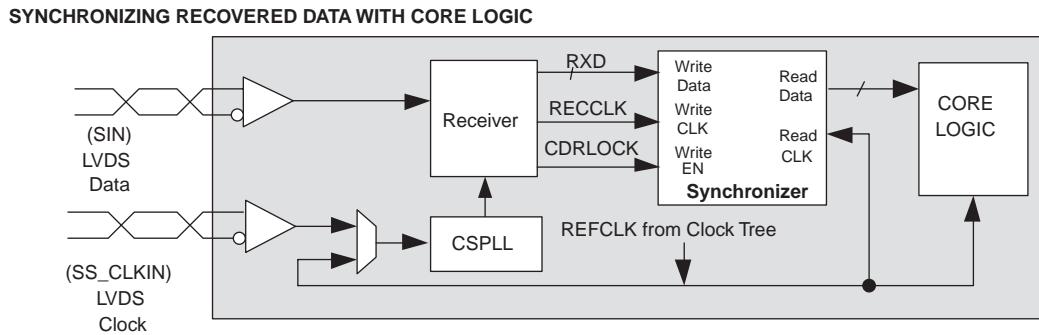 SYNCHRONIZING RECOVERED DATA WITH CORE LOGIC
(SIN)
LVDS
Data
(SS_CLKIN)
LVDS
Clock
Receiver
CSPLL
RXD
RECCLK
CDRLOCK
Write
Data
Write
CLK
Write
EN
Read
Data
Read
CLK
Synchronizer
CORE
LOGIC
REFCLK from Clock Tree